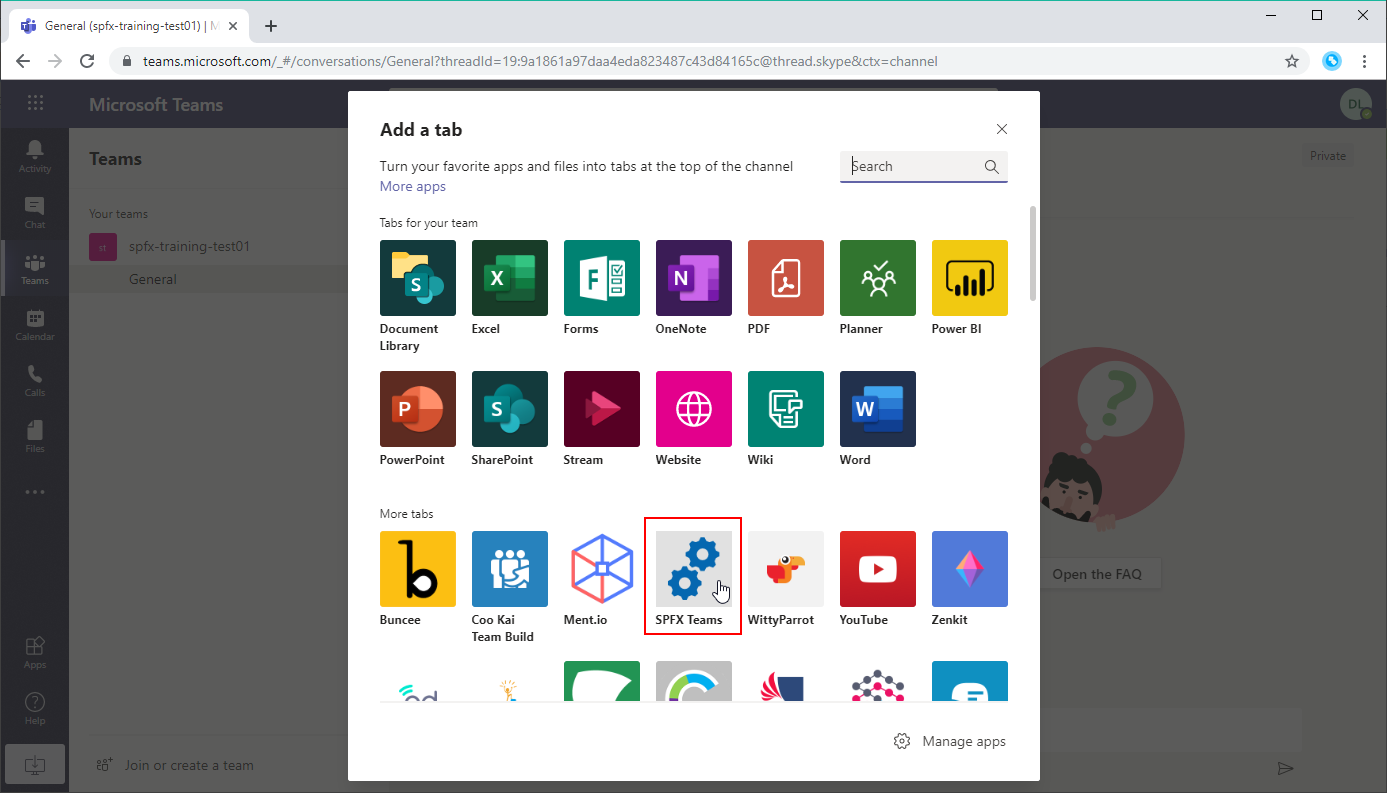 General (spfx-training-test01) | M
teams.microsoft.com/_#/conversations/General?threadId=19:9a1861a97daa4eda823487c43d84165c@thread.skype&ctx=channel
Microsoft Teams
DL
Activity
Chat
Teams
Calendar
Calls
Files
Apps
Help
Teams
Your teams
st
spfx-training-test01
General
Join or create a team
Private
Open the FAQ
Add a tab
Turn your favorite apps and files into tabs at the top of the channel
More apps
Search
Tabs for your team
S
X
F
N
Document Library
Excel
Forms
OneNote
PDF
Planner
Power BI
P
S
W
PowerPoint
SharePoint
Stream
Website
Wiki
Word
More tabs
b
Buncee
Coo Kai Team Build
Ment.io
SPFX Teams
WittyParrot
YouTube
Zenkit
Manage apps